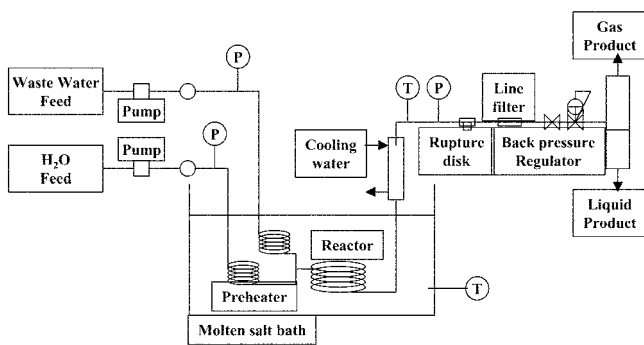 Gas
Product
Waste Water
Feed
P
Pump
T
P
Line
filter
Pump
H₂O
Feed
P
Cooling
water
Rupture
disk
Back pressure
Regulator
Liquid
Product
Reactor
Preheater
T
Molten salt bath